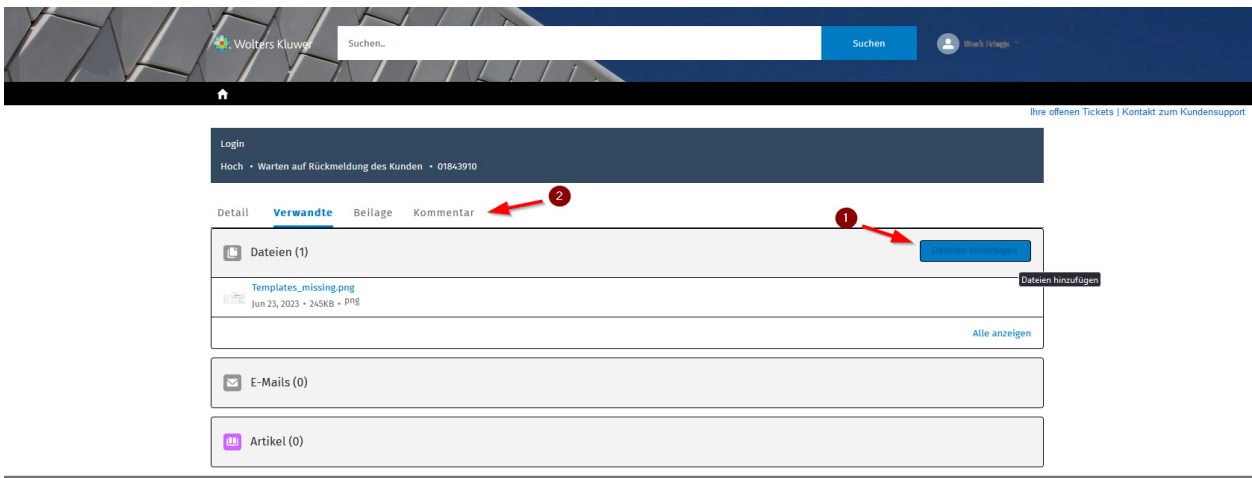 Wolters Kluwer
Suchen..
Suchen
Ihre offenen Tickets | Kontakt zum Kundensupport
Login
Hoch • Warten auf Rückmeldung des Kunden • 01843910
2
Detail Verwandte Beilage Kommentar
1
Dateien (1)
Dateien hinzufügen
Dateien hinzufügen
Templates_missing.png
Jun 23, 2023 • 245KB • png
Alle anzeigen
E-Mails (0)
Artikel (0)